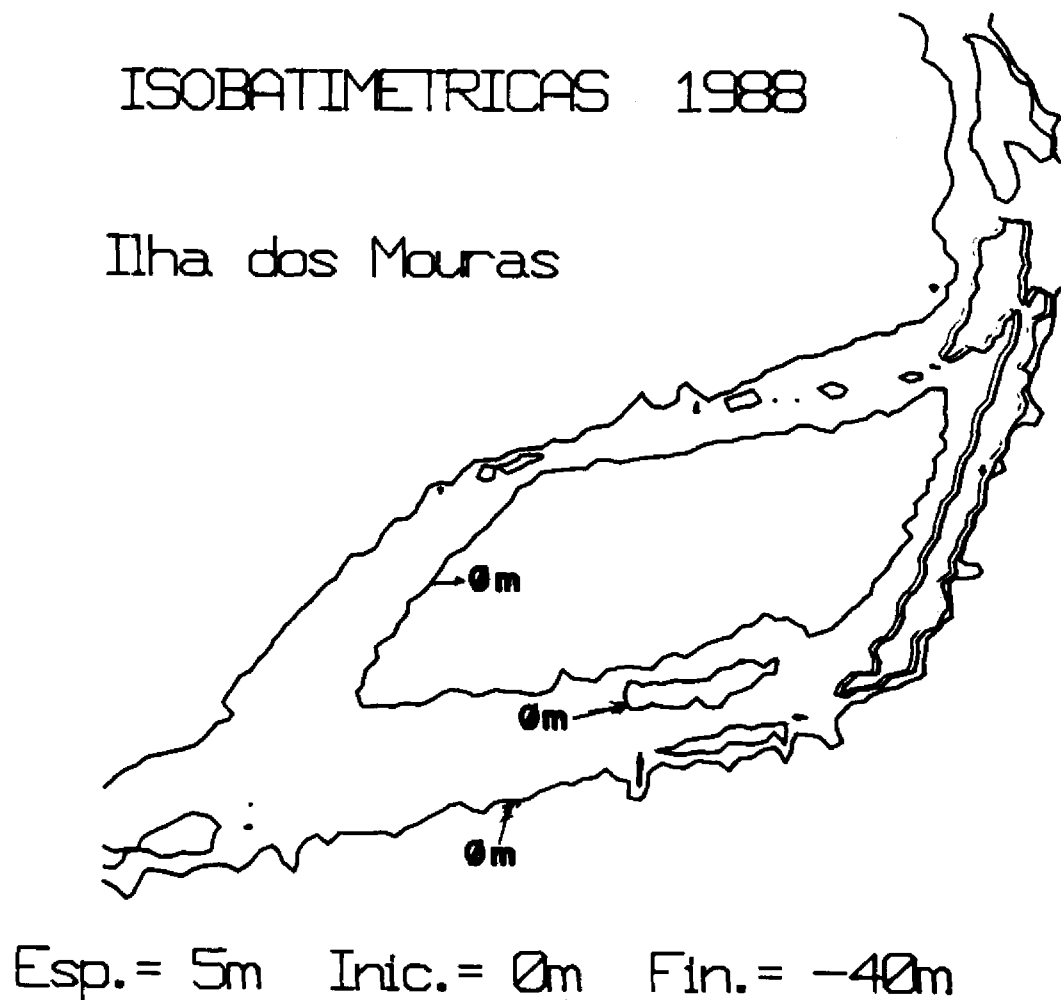 ISOBATIMETRICAS 1988
Ilha dos Mouras
0m
0m
0m
Esp.= 5m Inic.= 0m Fin.= -40m